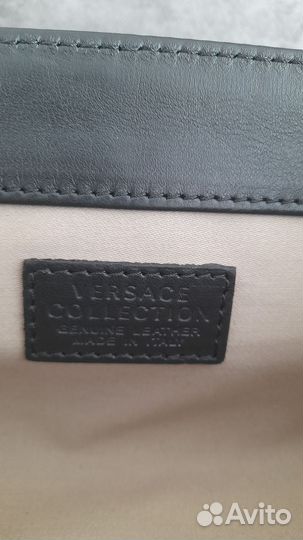 VERSACE
COLLECTION
GENUINE LEATHER
MADE IN ITALY
Avito